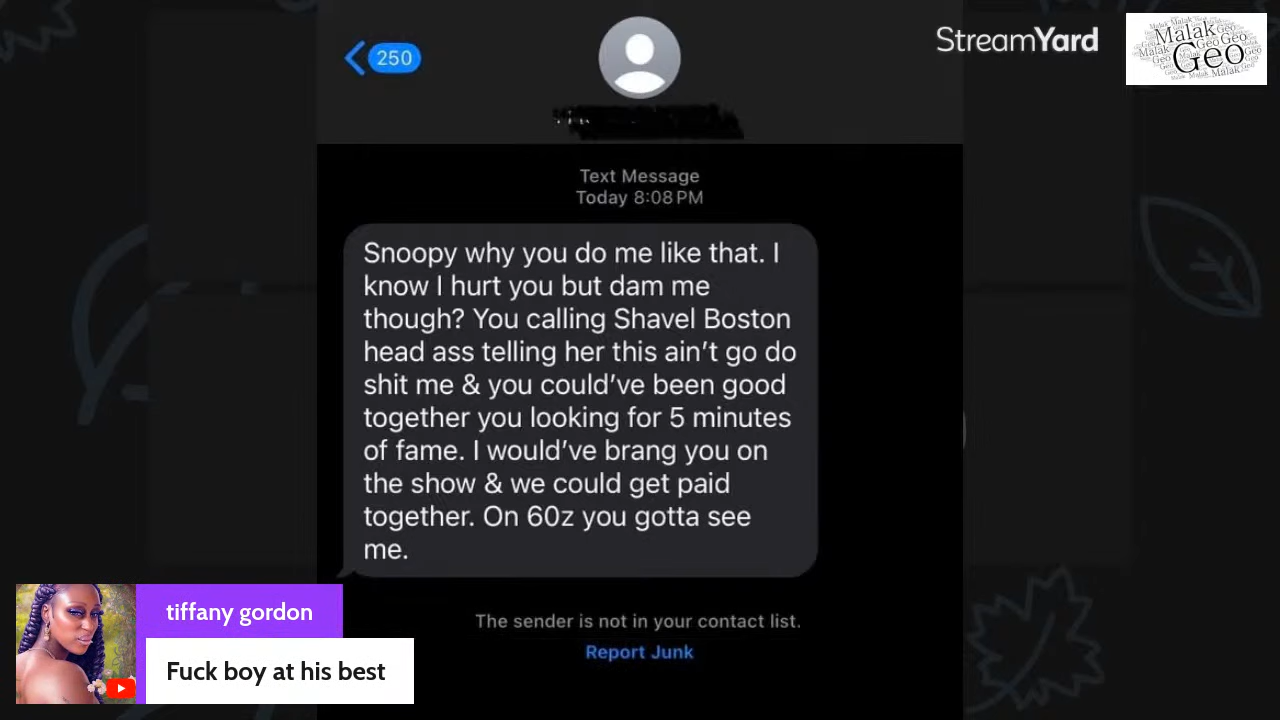 250
StreamYard
Malak
Geo
Text Message
Today 8:08 PM
Snoopy why you do me like that. I
know I hurt you but dam me
though? You calling Shavel Boston
head ass telling her this ain’t go do
shit me & you could’ve been good
together you looking for 5 minutes
of fame. I would’ve brang you on
the show & we could get paid
together. On 60z you gotta see
me.
The sender is not in your contact list.
Report Junk
tiffany gordon
Fuck boy at his best